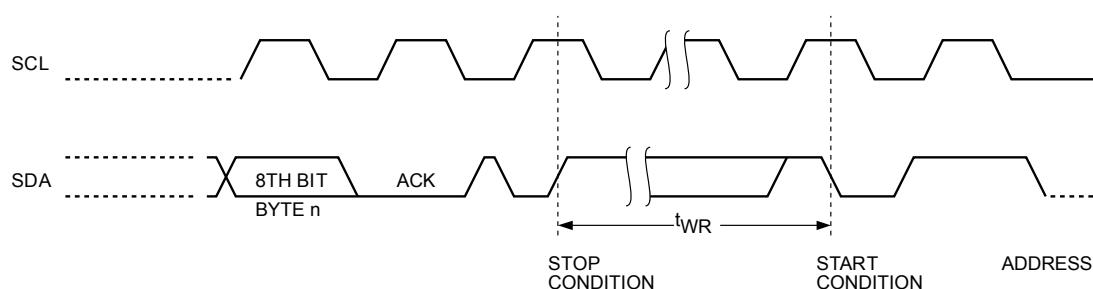 SCL
SDA
8TH BIT
ACK
BYTE n
tWR
STOP
CONDITION
START
CONDITION
ADDRESS